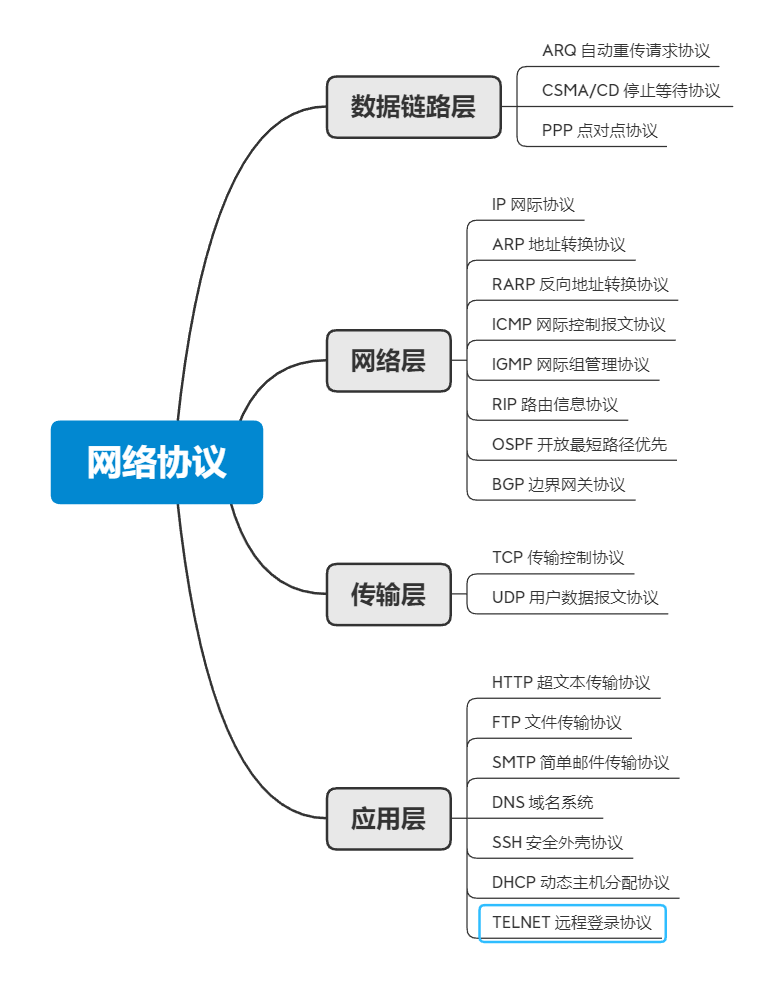 网络协议
数据链路层
ARQ 自动重传请求协议
CSMA/CD 停止等待协议
PPP 点对点协议
网络层
IP 网际协议
ARP 地址转换协议
RARP 反向地址转换协议
ICMP 网际控制报文协议
IGMP 网际组管理协议
RIP 路由信息协议
OSPF 开放最短路径优先
BGP 边界网关协议
传输层
TCP 传输控制协议
UDP 用户数据报文协议
应用层
HTTP 超文本传输协议
FTP 文件传输协议
SMTP 简单邮件传输协议
DNS 域名系统
SSH 安全外壳协议
DHCP 动态主机分配协议
TELNET 远程登录协议